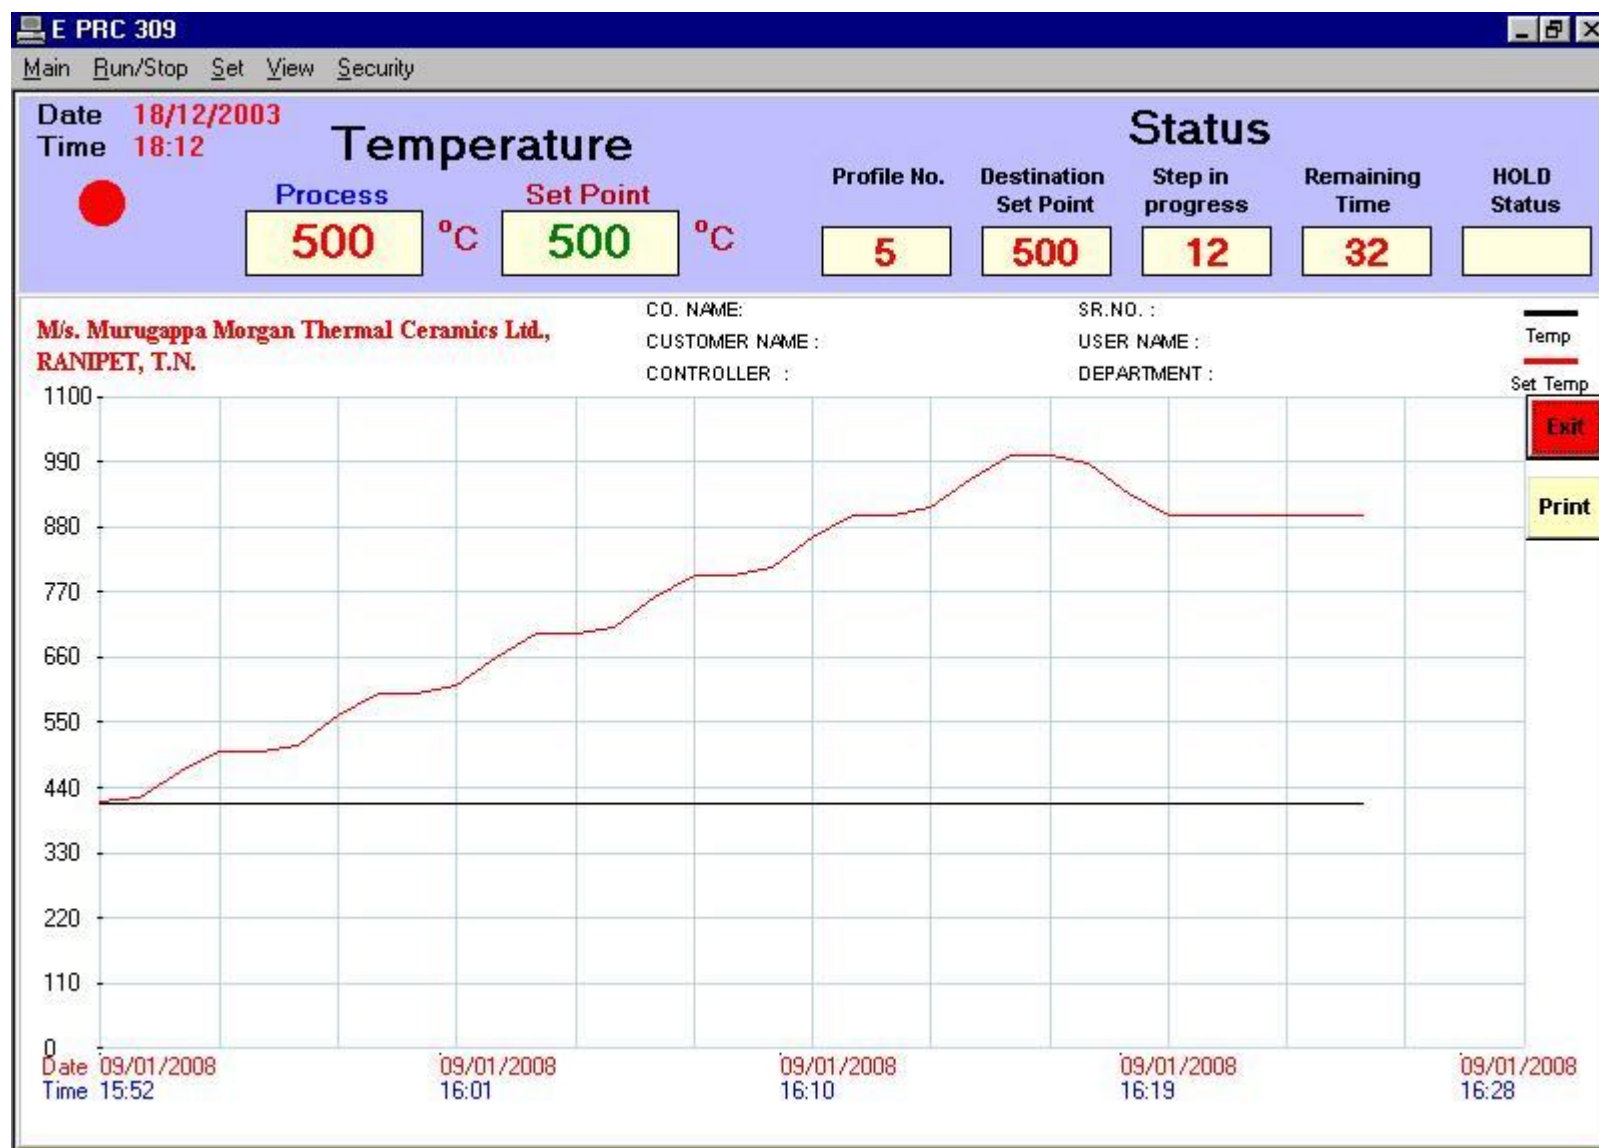 E PRC 309
Main Run/Stop Set View Security
Date 18/12/2003
Time 18:12
Temperature
Process Set Point
500 °C 500 °C
Status
Profile No. Destination Set Point Step in progress Remaining Time HOLD Status
5 500 12 32
M/s. Murugappa Morgan Thermal Ceramics Ltd.,
RANIPET, T.N.
CO. NAME: SR.NO. :
CUSTOMER NAME : USER NAME :
CONTROLLER : DEPARTMENT :
Temp
Set Temp
Exit
Print
1100
990
880
770
660
550
440
330
220
110
0
Date 09/01/2008 09/01/2008 09/01/2008 09/01/2008 09/01/2008
Time 15:52 16:01 16:10 16:19 16:28